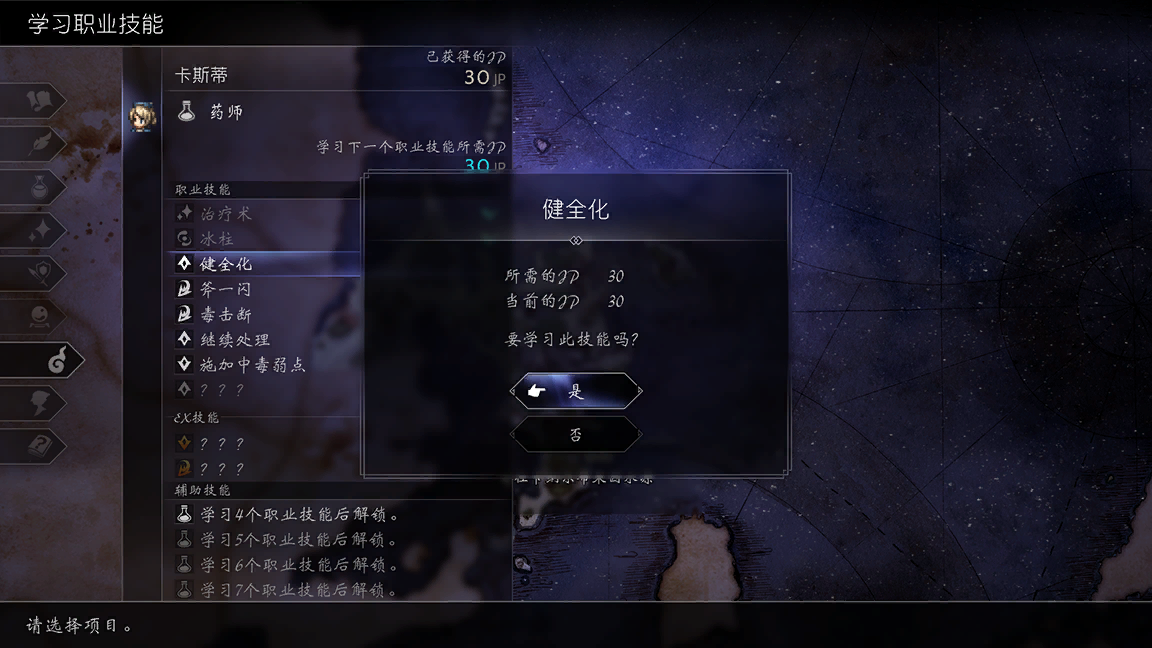 学习职业技能
已获得的JP
卡斯蒂
30 JP
药师
学习下一个职业技能所需JP
30 JP
职业技能
治疗术
冰柱
健全化
斧一闪
毒击断
继续处理
施加中毒弱点
？？？
EX技能
？？？
？？？
辅助技能
学习4个职业技能后解锁。
学习5个职业技能后解锁。
学习6个职业技能后解锁。
学习7个职业技能后解锁。
健全化
所需的JP 30
当前的JP 30
要学习此技能吗？
是
否
请选择项目。